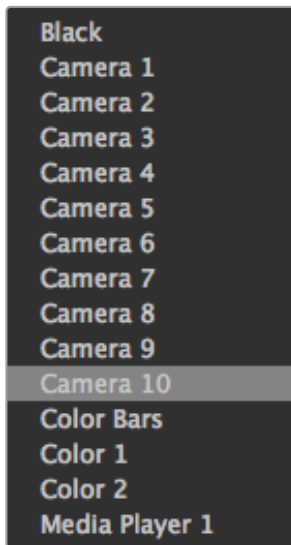 Black
Camera 1
Camera 2
Camera 3
Camera 4
Camera 5
Camera 6
Camera 7
Camera 8
Camera 9
Camera 10
Color Bars
Color 1
Color 2
Media Player 1